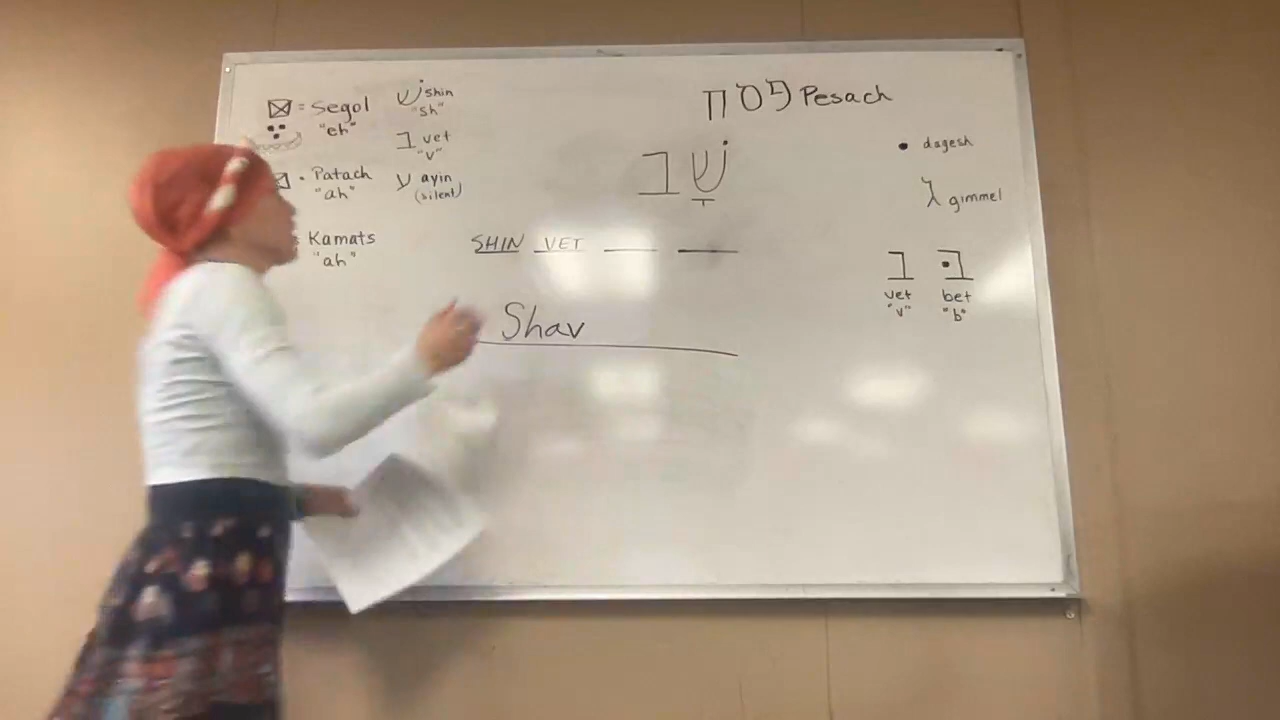 = Segol
"eh"
• Patach
"ah"
Kamats
"ah"
שׁ shin
"sh"
ב vet
"v"
ע ayin
(silent)
פסח Pesach
שָׁב
SHIN VET
Shav
• dagesh
ג gimmel
ב בּ
vet bet
"v" "b"